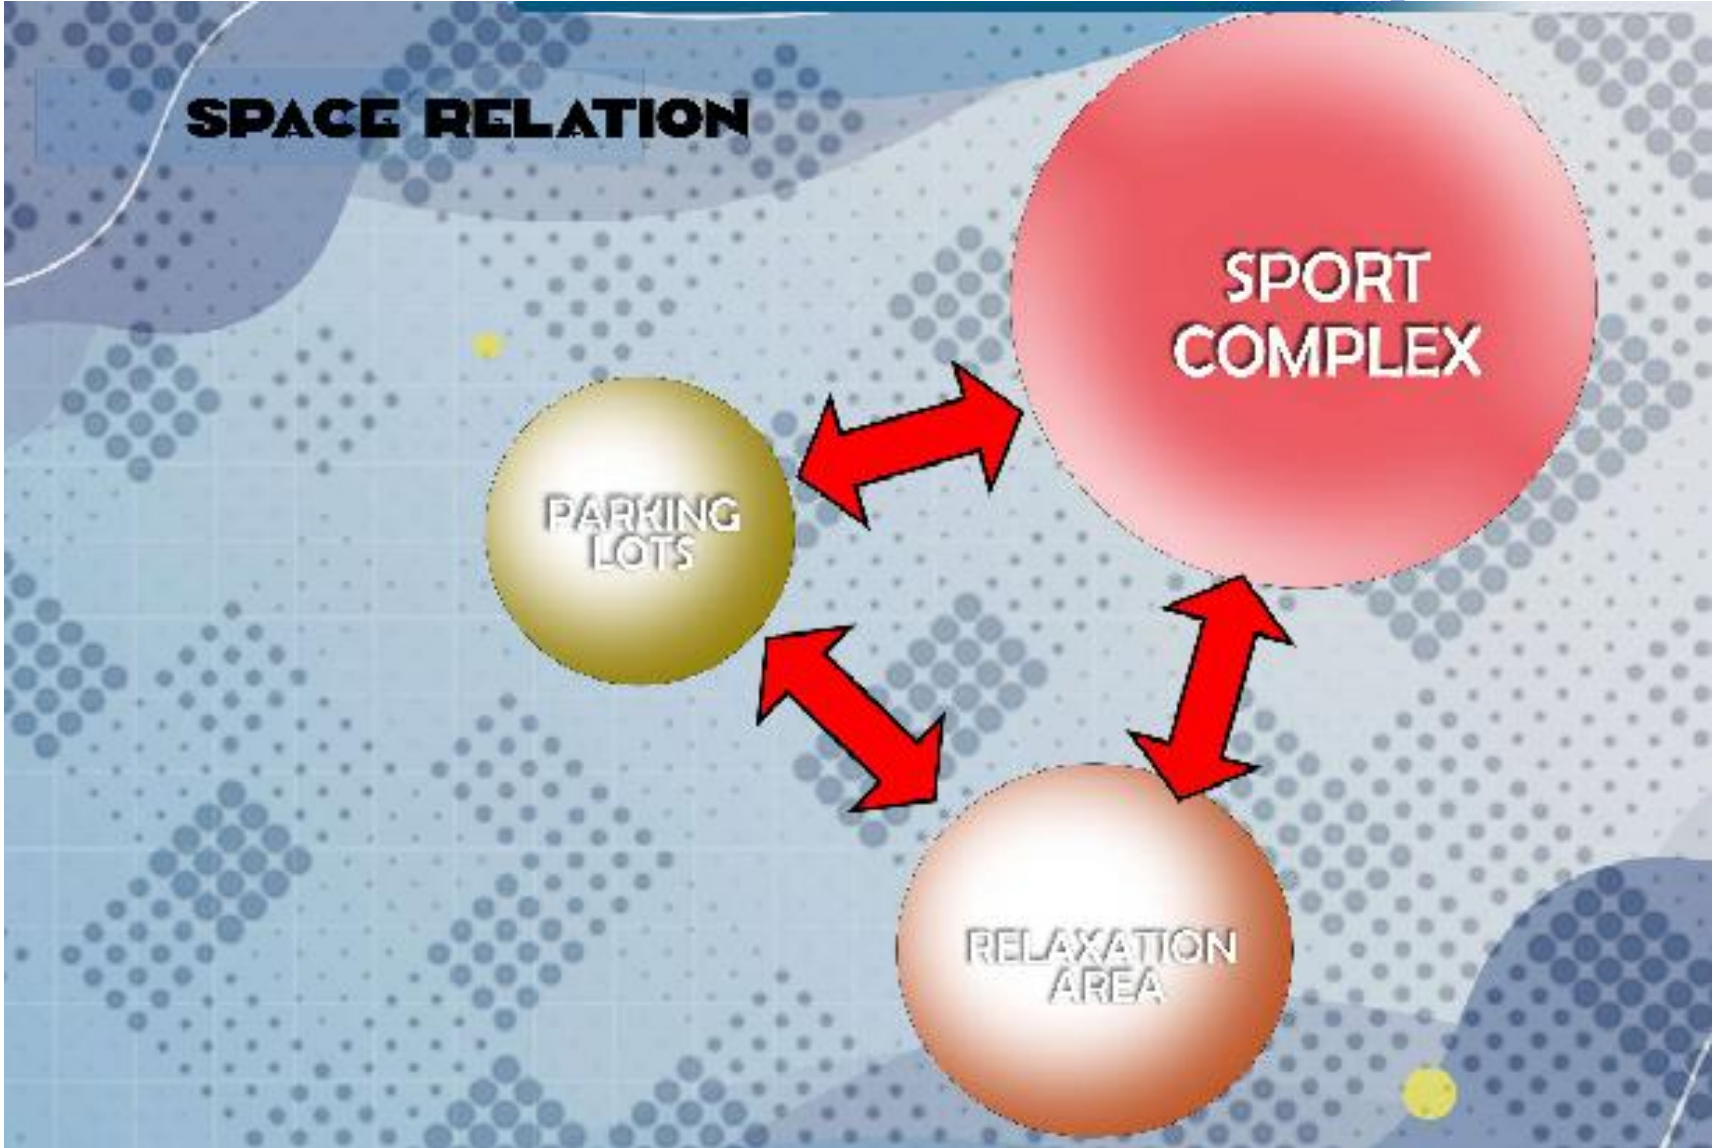 SPACE RELATION
SPORT
COMPLEX
PARKING
LOTS
RELAXATION
AREA